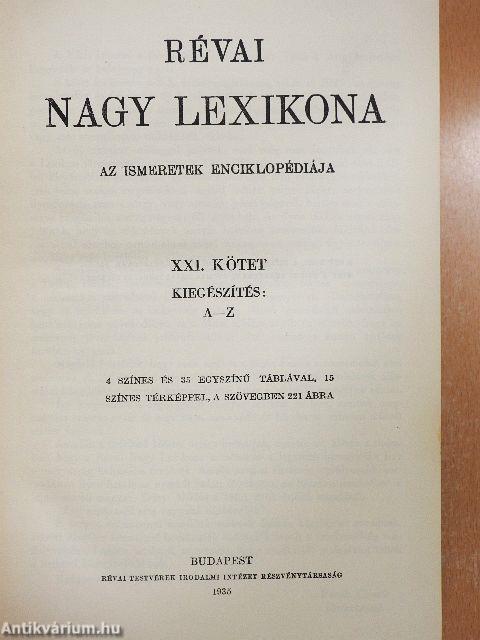 RÉVAI
NAGY LEXIKONA
AZ ISMERETEK ENCIKLOPÉDIÁJA
XXI. KÖTET
KIEGÉSZÍTÉS:
A—Z
4 SZÍNES ÉS 35 EGYSZÍNŰ TÁBLÁVAL, 15
SZÍNES TÉRKÉPPEL, A SZÖVEGBEN 221 ÁBRA
BUDAPEST
RÉVAI TESTVÉREK IRODALMI INTÉZET RÉSZVÉNYTÁRSASÁG
1935
Antikvárium.hu